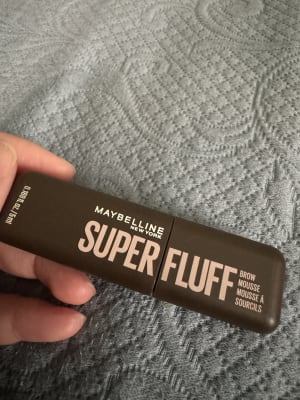 MAYBELLINE
NEW YORK
SUPER FLUFF
BROW
MOUSSE
MOUSSE À
SOURCILS